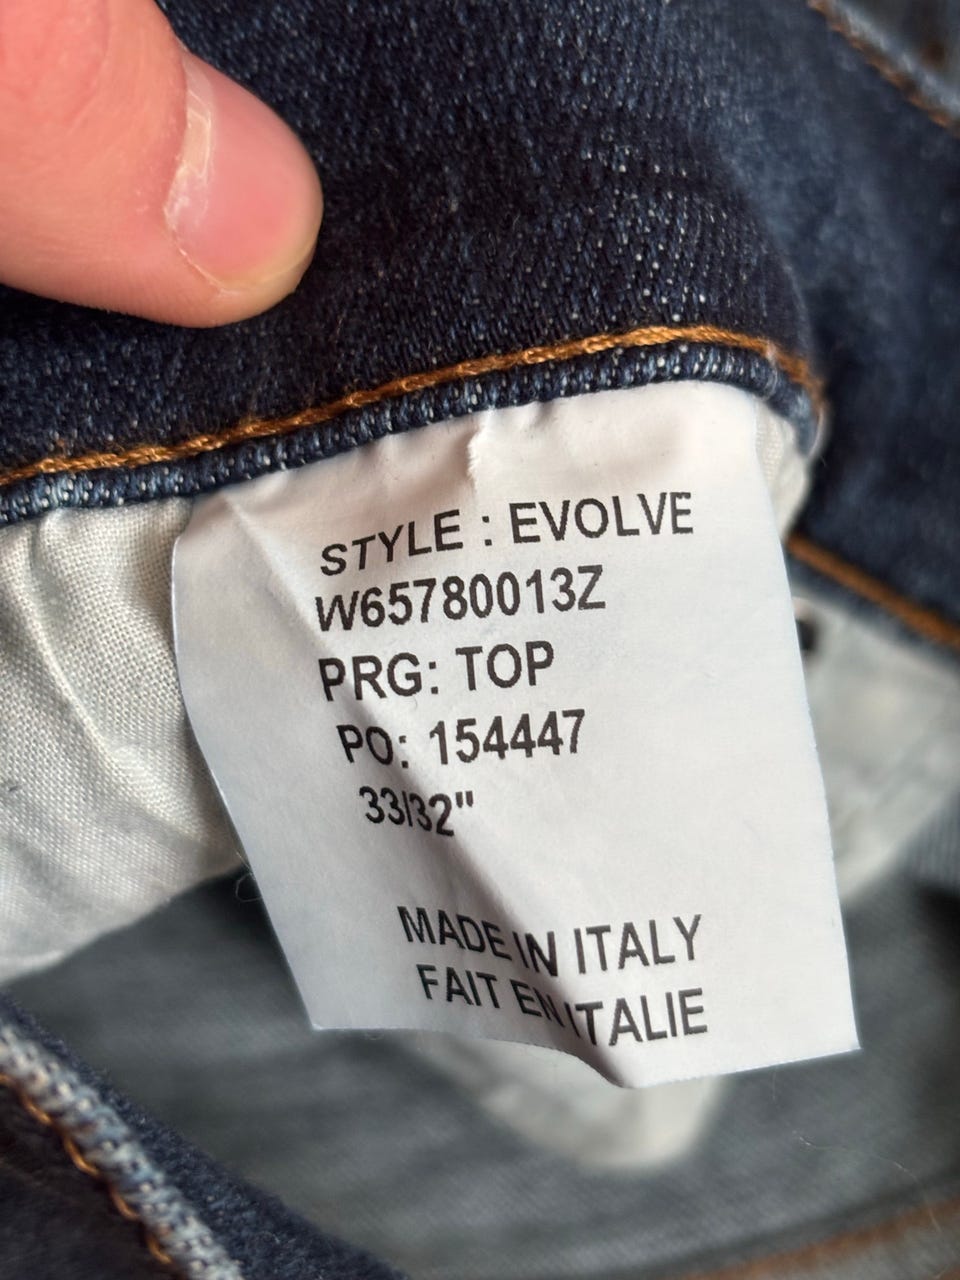 STYLE : EVOLVE
W65780013Z
PRG: TOP
PO: 154447
33/32"
MADE IN ITALY
FAIT EN ITALIE